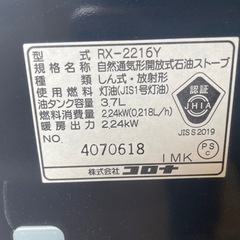 型式 RX-2216Y
規格名称 自然通気形開放式石油ストーブ
種類 しん式・放射形
使用燃料 灯油(JIS1号灯油)
油タンク容量 3.7L
燃料消費量 2.24kW(0.218L/h)
暖房出力 2.24kW
NO. 4070618
IMK
株式会社 コロナ
認証
JHIA
JISS2019
PS
C